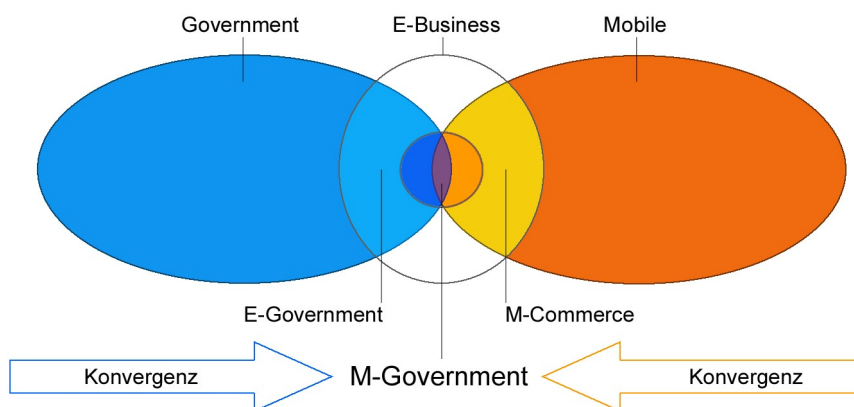 Government
E-Business
Mobile
E-Government
M-Commerce
Konvergenz
M-Government
Konvergenz